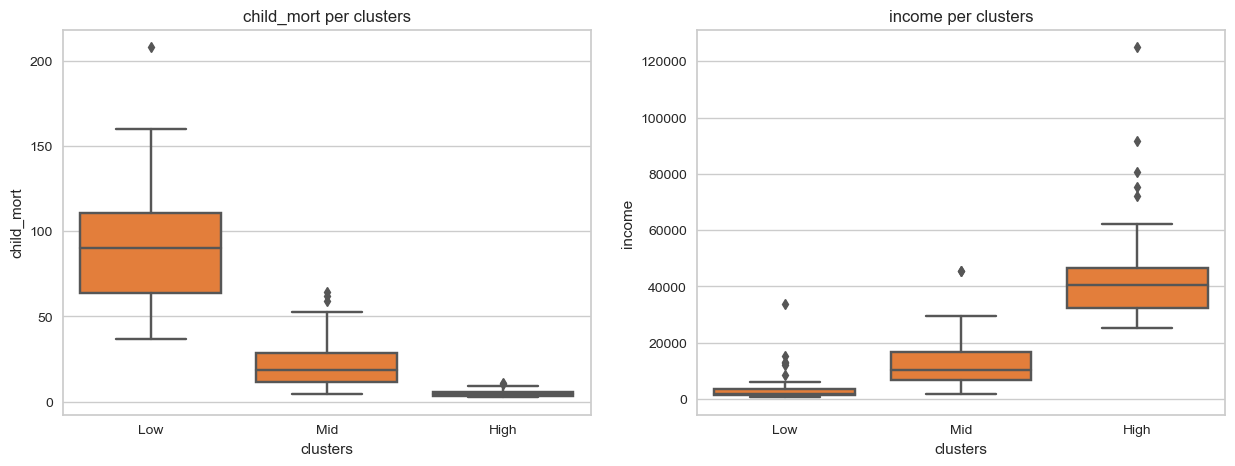 child_mort per clusters
200
150
100
50
0
child_mort
Low
Mid
High
clusters
income per clusters
120000
100000
80000
60000
40000
20000
0
income
Low
Mid
High
clusters